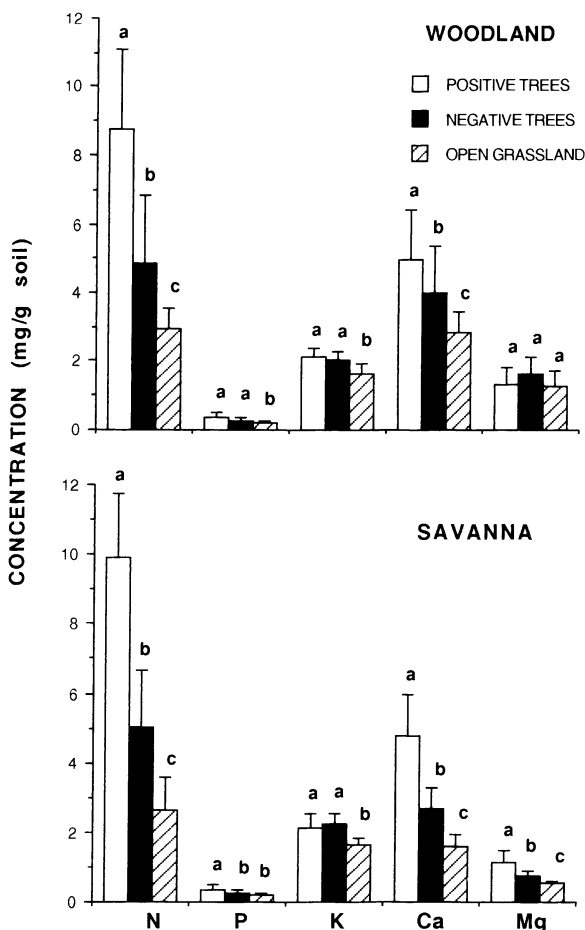 WOODLAND
POSITIVE TREES
NEGATIVE TREES
OPEN GRASSLAND
CONCENTRATION (mg/g soil)
12
10
8
6
4
2
0
a b c
a a b
a a b
a b c
a a a
SAVANNA
12
10
8
6
4
2
0
a b c
a b b
a a b
a b c
a b c
N P K Ca Mg